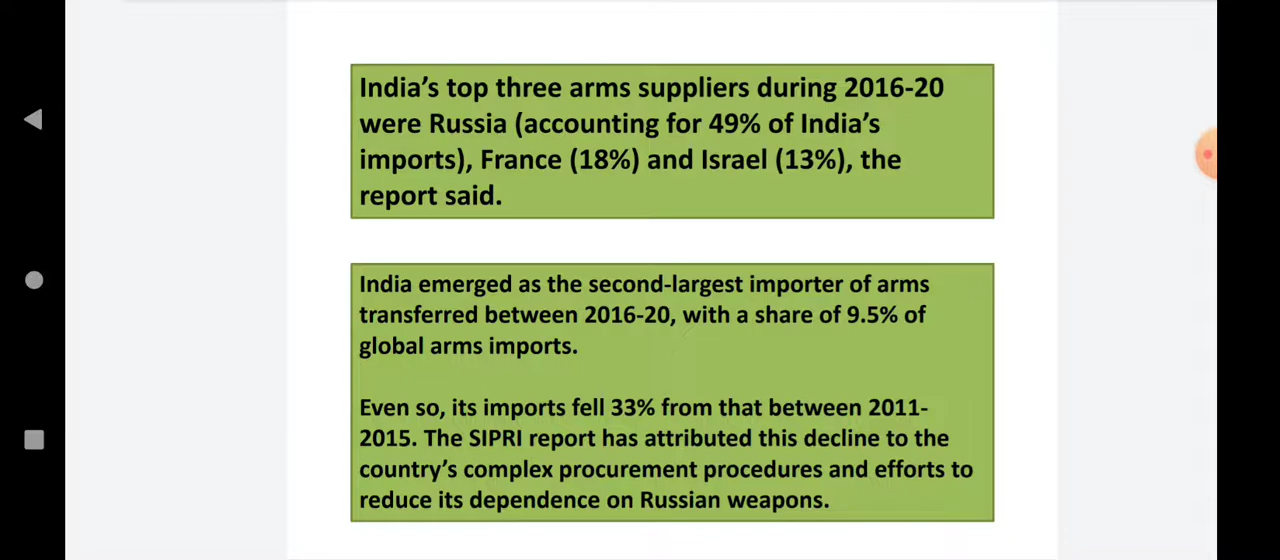 India’s top three arms suppliers during 2016-20
were Russia (accounting for 49% of India’s
imports), France (18%) and Israel (13%), the
report said.
India emerged as the second-largest importer of arms
transferred between 2016-20, with a share of 9.5% of
global arms imports.
Even so, its imports fell 33% from that between 2011-
2015. The SIPRI report has attributed this decline to the
country’s complex procurement procedures and efforts to
reduce its dependence on Russian weapons.